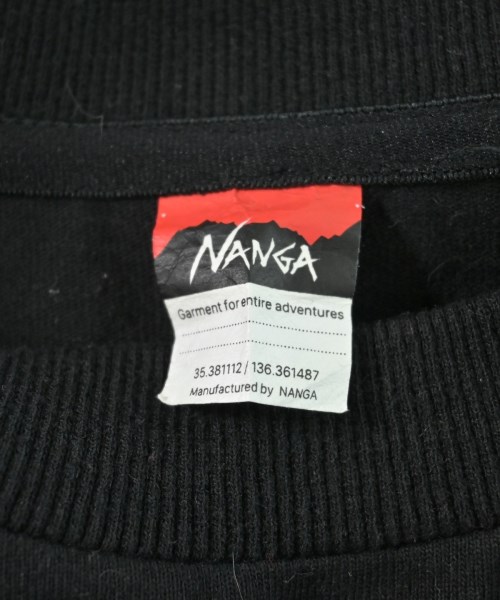 NANGA
Garment for entire adventures
35.381112 / 136.361487
Manufactured by NANGA